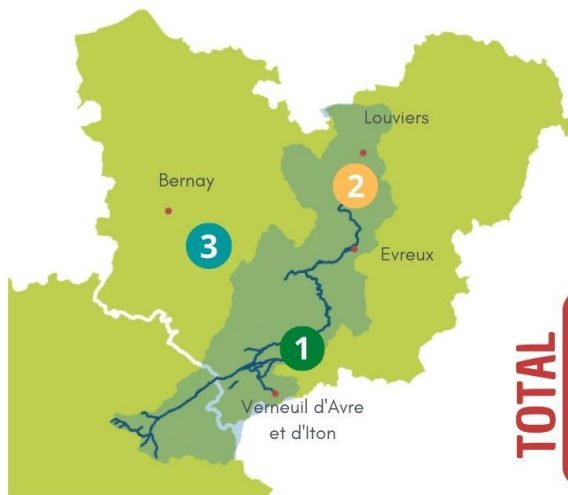 Louviers
2
Bernay
3
Evreux
1
Verneuil d'Avre
et d'Iton
TOTAL